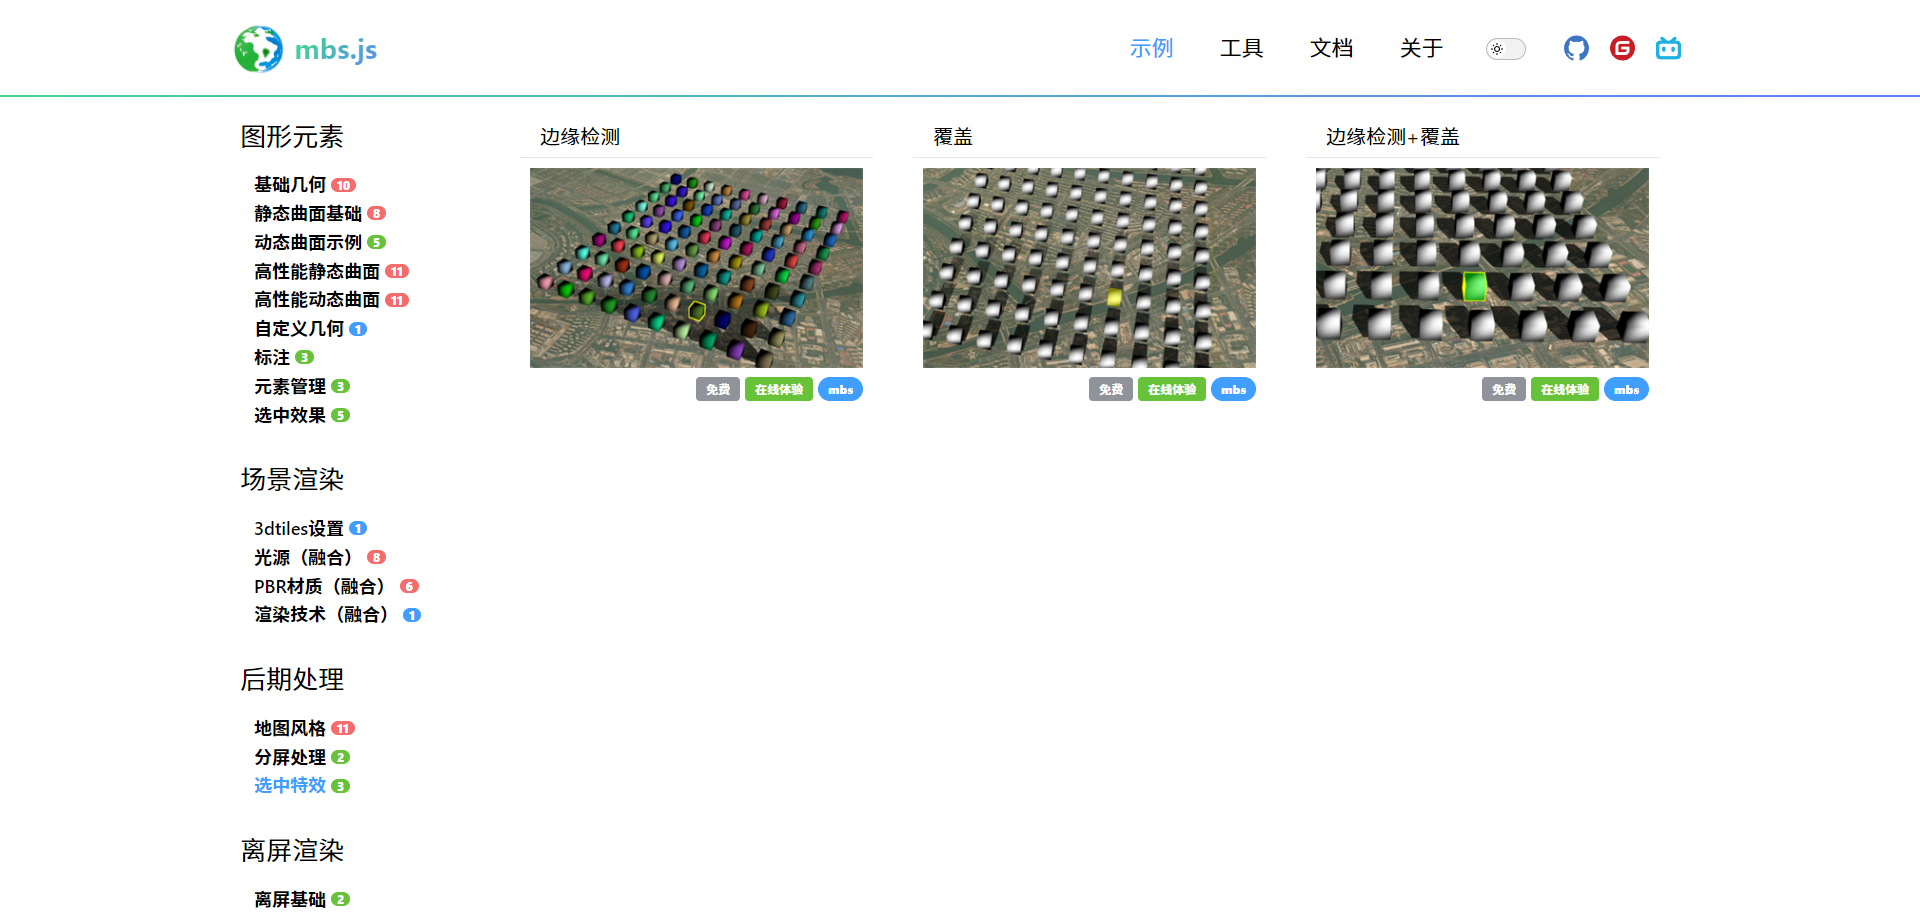 mbs.js
示例
工具
文档
关于
图形元素
基础几何 10
静态曲面基础 8
动态曲面示例 5
高性能静态曲面 11
高性能动态曲面 11
自定义几何 1
标注 3
元素管理 3
选中效果 5
场景渲染
3dtiles设置 1
光源（融合） 8
PBR材质（融合） 6
渲染技术（融合） 1
后期处理
地图风格 11
分屏处理 2
选中特效 3
离屏渲染
离屏基础 2
边缘检测
免费 在线体验 mbs
覆盖
免费 在线体验 mbs
边缘检测+覆盖
免费 在线体验 mbs